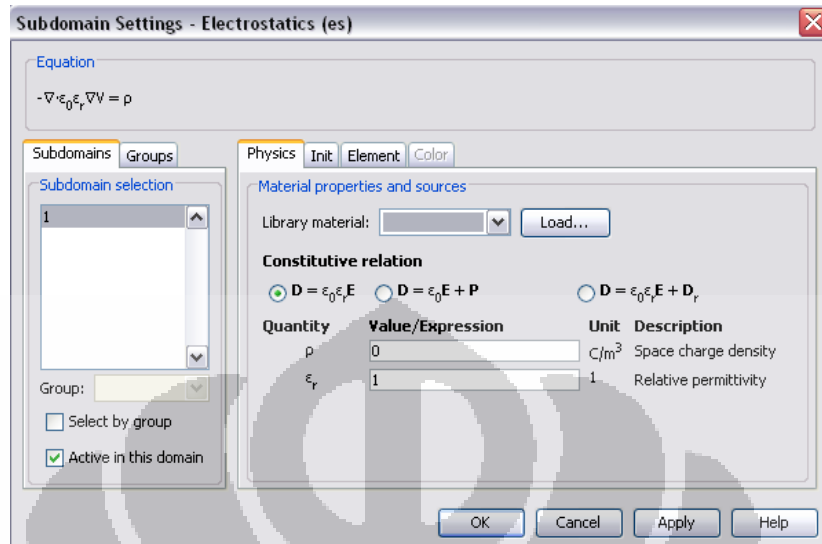 Subdomain Settings - Electrostatics (es)
Equation
-∇·ε₀εᵣ∇V = ρ
Subdomains Groups
Subdomain selection
1
Group:
Select by group
Active in this domain
Physics Init Element Color
Material properties and sources
Library material: Load...
Constitutive relation
D = ε₀εᵣE D = ε₀E + P D = ε₀εᵣE + Dᵣ
Quantity Value/Expression Unit Description
ρ 0 C/m³ Space charge density
εᵣ 1 1 Relative permittivity
OK Cancel Apply Help